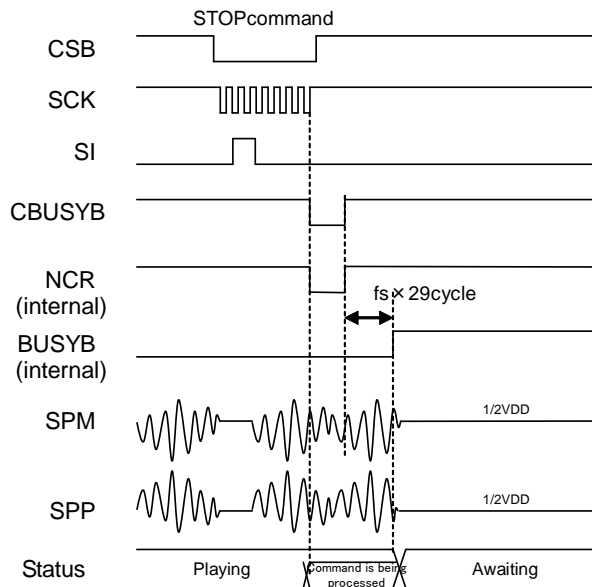 STOPcommand
CSB
SCK
SI
CBUSYB
NCR
(internal)
fs×29cycle
BUSYB
(internal)
SPM
1/2VDD
SPP
1/2VDD
Status
Playing
Command is being
processed
Awaiting